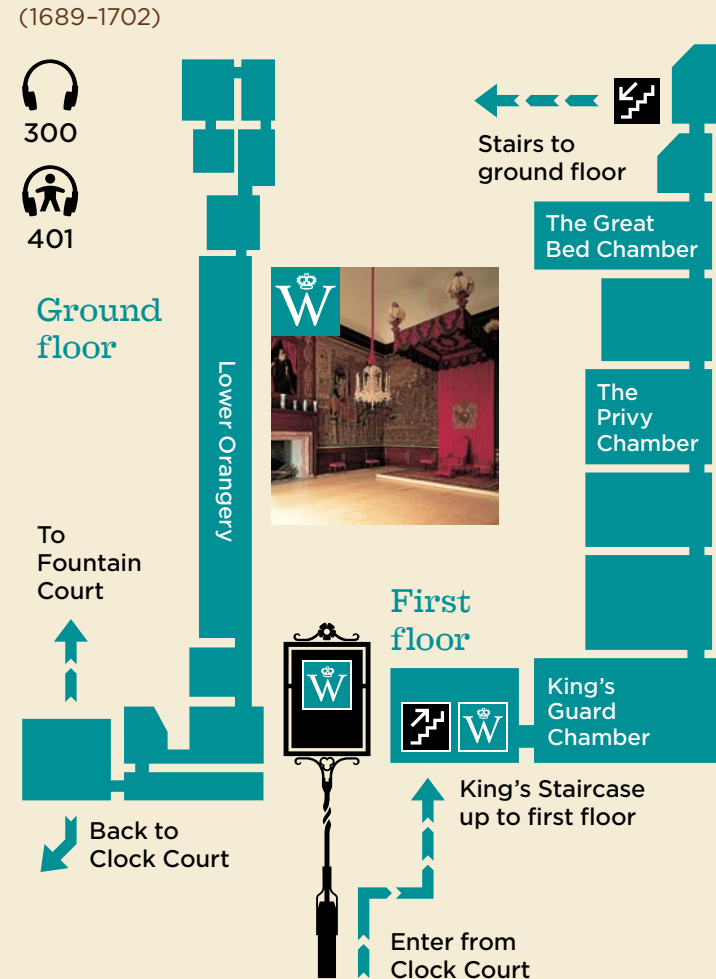 (1689–1702)
300
401
Ground
floor
Lower Orangery
To
Fountain
Court
Back to
Clock Court
W
Stairs to
ground floor
The Great
Bed Chamber
The
Privy
Chamber
First
floor
W
W
King's
Guard
Chamber
King's Staircase
up to first floor
Enter from
Clock Court